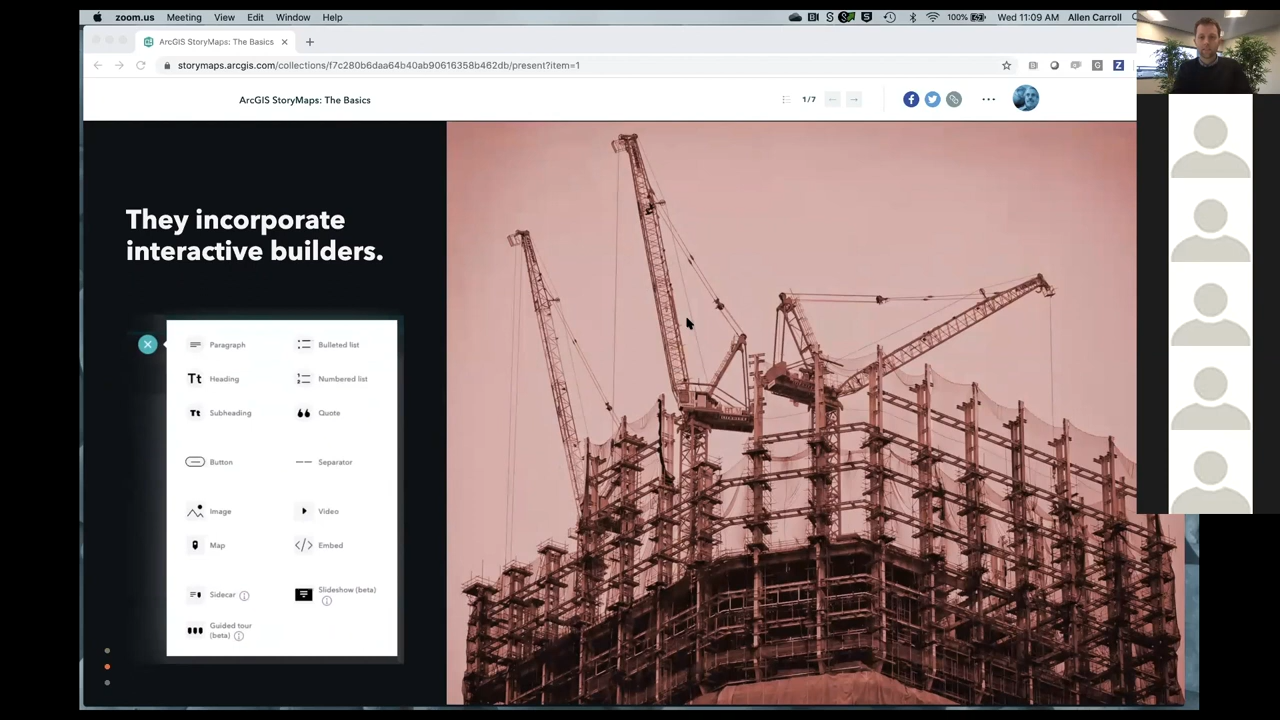 zoom.us Meeting View Edit Window Help 100% Wed 11:09 AM Allen Carroll
ArcGIS StoryMaps: The Basics
storymaps.arcgis.com/collections/f7c280b6daa64b40ab90616358b462db/present?item=1
ArcGIS StoryMaps: The Basics 1/7
They incorporate
interactive builders.
Paragraph Bulleted list
Tt Heading Numbered list
Tt Subheading Quote
Button Separator
Image Video
Map Embed
Sidecar Slideshow (beta)
Guided tour
(beta)